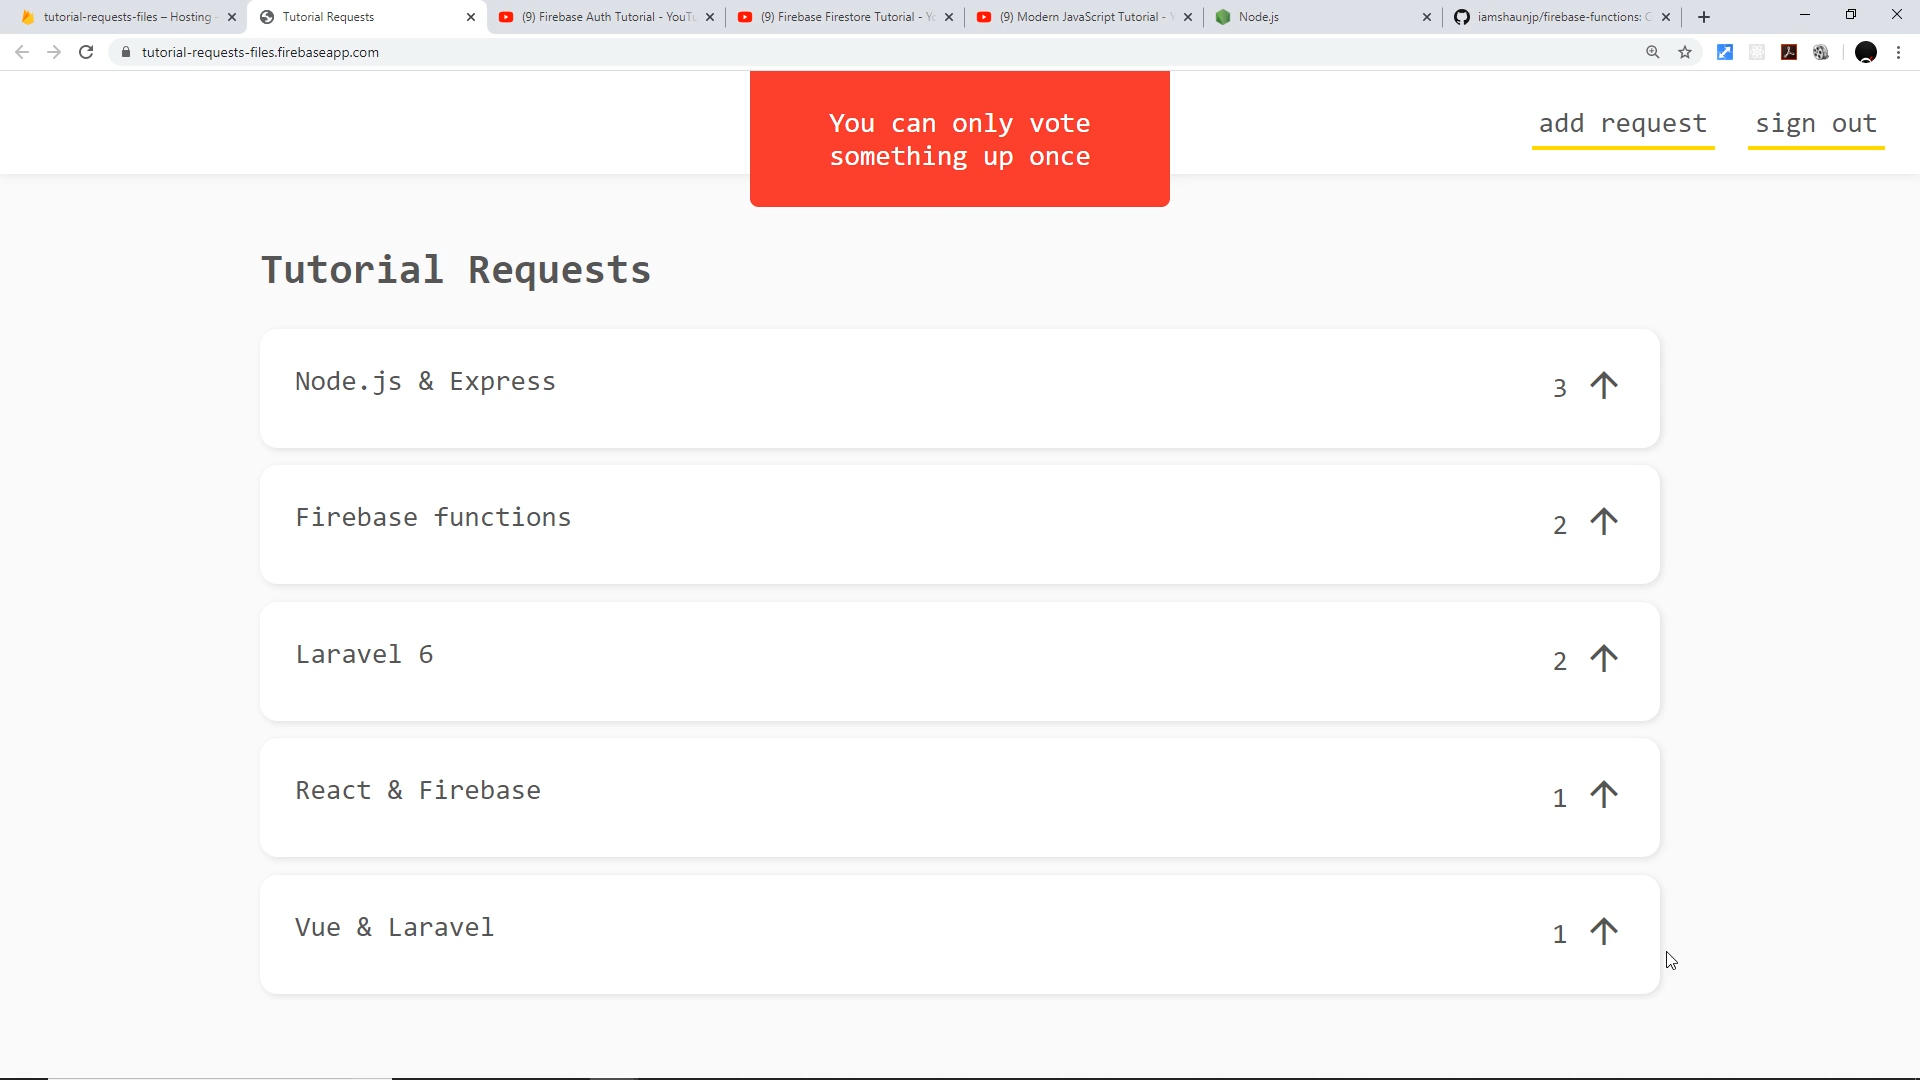 tutorial-requests-files – Hosting
Tutorial Requests
(9) Firebase Auth Tutorial - YouTu
(9) Firebase Firestore Tutorial - Yo
(9) Modern JavaScript Tutorial -
Node.js
iamshaunjp/firebase-functions: C
tutorial-requests-files.firebaseapp.com
You can only vote
something up once
add request
sign out
Tutorial Requests
Node.js & Express
3
Firebase functions
2
Laravel 6
2
React & Firebase
1
Vue & Laravel
1